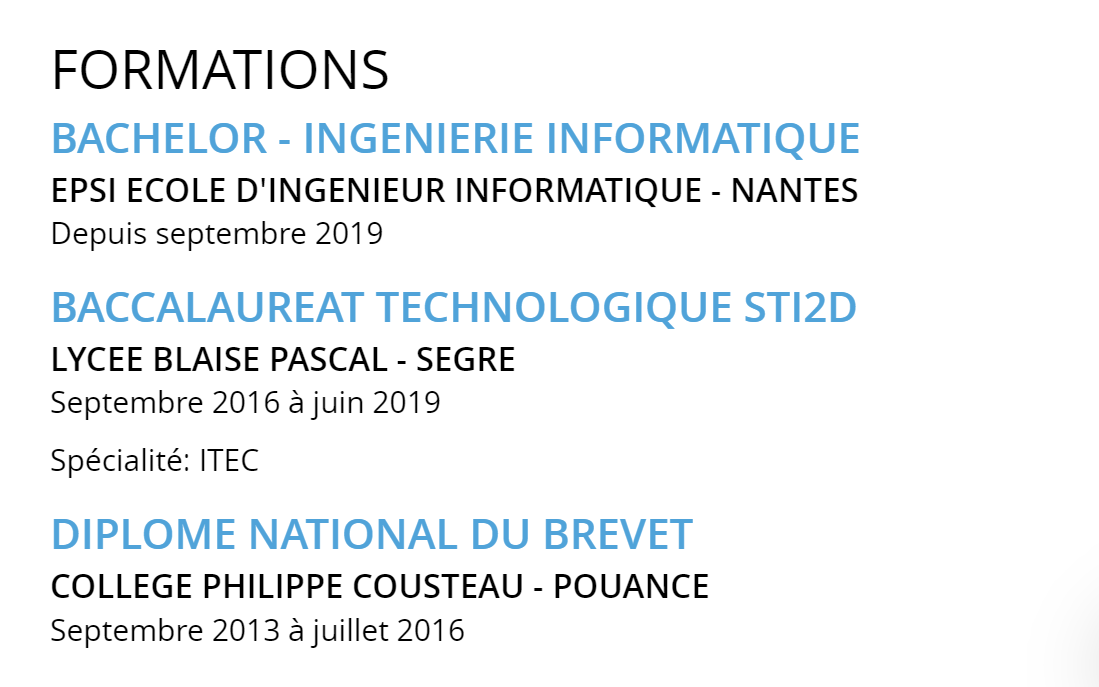 FORMATIONS
BACHELOR - INGENIERIE INFORMATIQUE
EPSI ECOLE D'INGENIEUR INFORMATIQUE - NANTES
Depuis septembre 2019
BACCALAUREAT TECHNOLOGIQUE STI2D
LYCEE BLAISE PASCAL - SEGRE
Septembre 2016 à juin 2019
Spécialité: ITEC
DIPLOME NATIONAL DU BREVET
COLLEGE PHILIPPE COUSTEAU - POUANCE
Septembre 2013 à juillet 2016